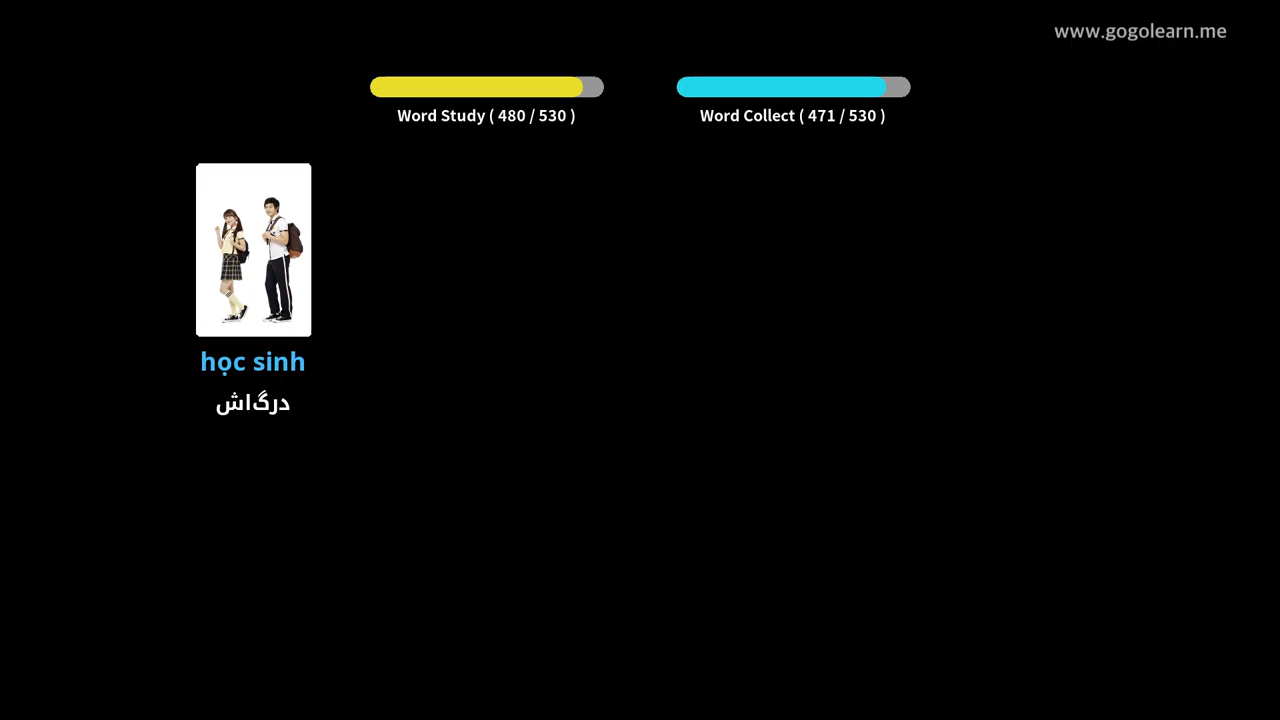 www.gogolearn.me
Word Study ( 480 / 530 )
Word Collect ( 471 / 530 )
học sinh
درگاش